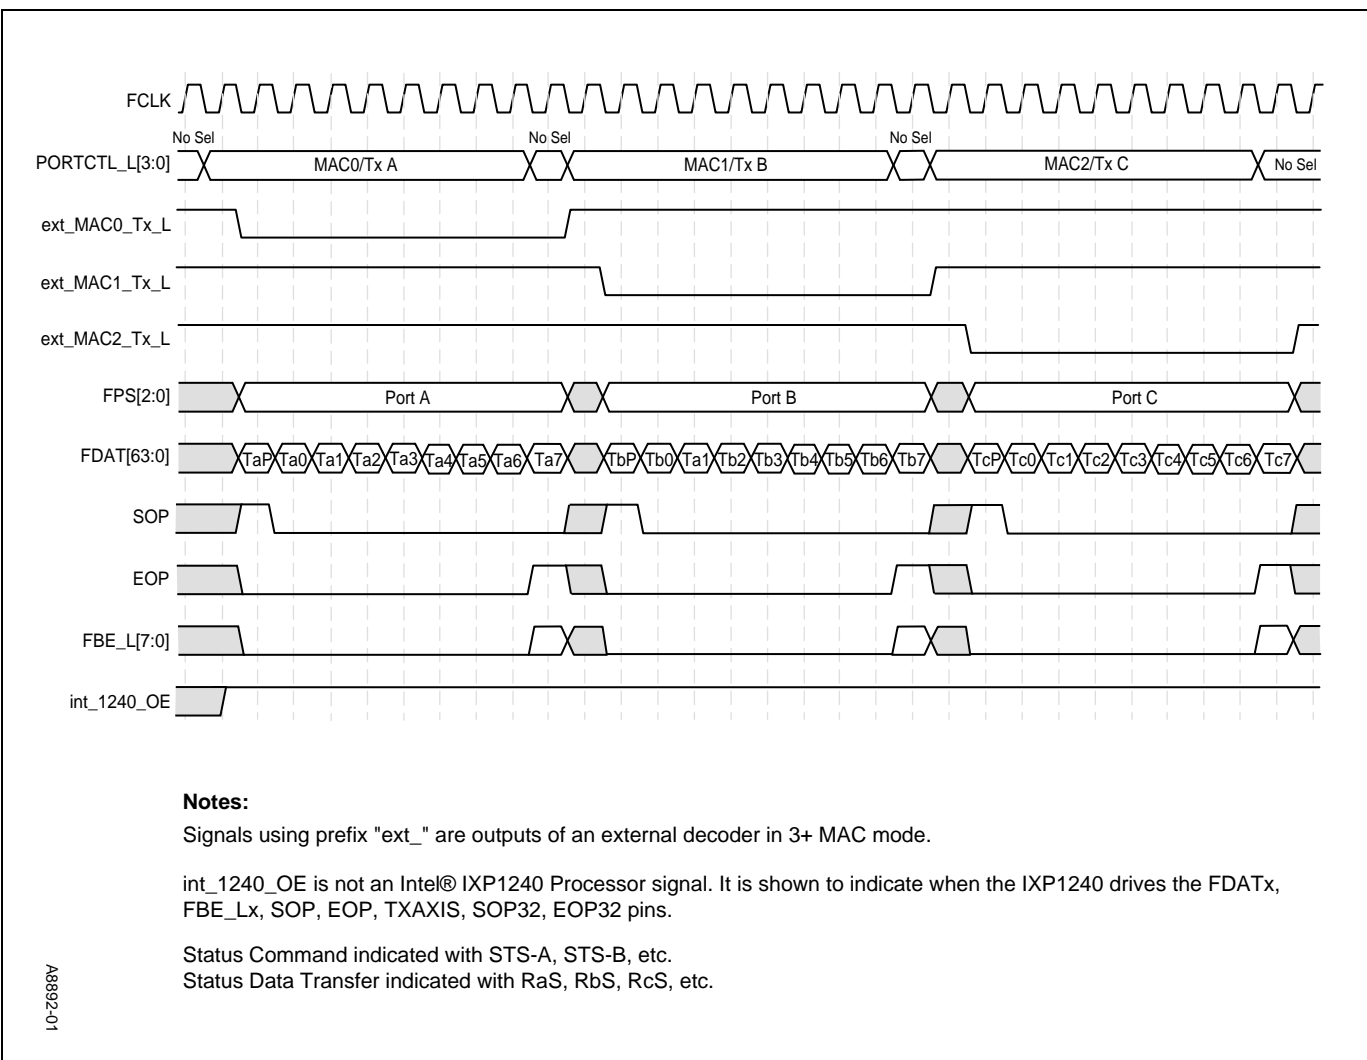 FCLK
No Sel No Sel No Sel
PORTCTL_L[3:0] MAC0/Tx A MAC1/Tx B MAC2/Tx C No Sel
ext_MAC0_Tx_L
ext_MAC1_Tx_L
ext_MAC2_Tx_L
FPS[2:0] Port A Port B Port C
FDAT[63:0] TaP Ta0 Ta1 Ta2 Ta3 Ta4 Ta5 Ta6 Ta7 TbP Tb0 Ta1 Tb2 Tb3 Tb4 Tb5 Tb6 Tb7 TcP Tc0 Tc1 Tc2 Tc3 Tc4 Tc5 Tc6 Tc7
SOP
EOP
FBE_L[7:0]
int_1240_OE
Notes:
Signals using prefix "ext_" are outputs of an external decoder in 3+ MAC mode.
int_1240_OE is not an Intel® IXP1240 Processor signal. It is shown to indicate when the IXP1240 drives the FDATx,
FBE_Lx, SOP, EOP, TXAXIS, SOP32, EOP32 pins.
Status Command indicated with STS-A, STS-B, etc.
Status Data Transfer indicated with RaS, RbS, RcS, etc.
A8892-01